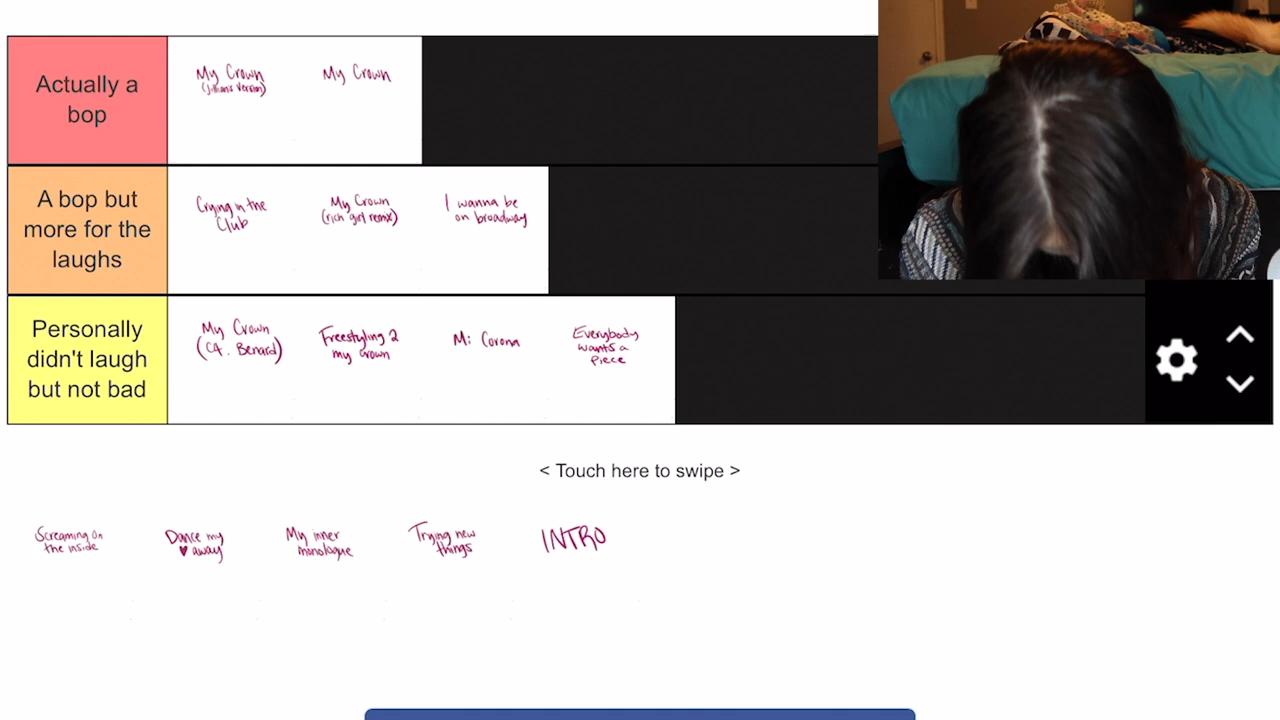 Actually a
bop
My Crown
(Jillian's Version)
My Crown
A bop but
more for the
laughs
Crying in the
Club
My Crown
(rich girl remix)
I wanna be
on broadway
Personally
didn't laugh
but not bad
My Crown
(Ct. Benard)
Freestyling 2
my crown
Mi Corona
Everybody
wants a
piece
< Touch here to swipe >
Screaming On
the inside
Dance my
♥ away
My inner
monologue
Trying new
things
INTRO